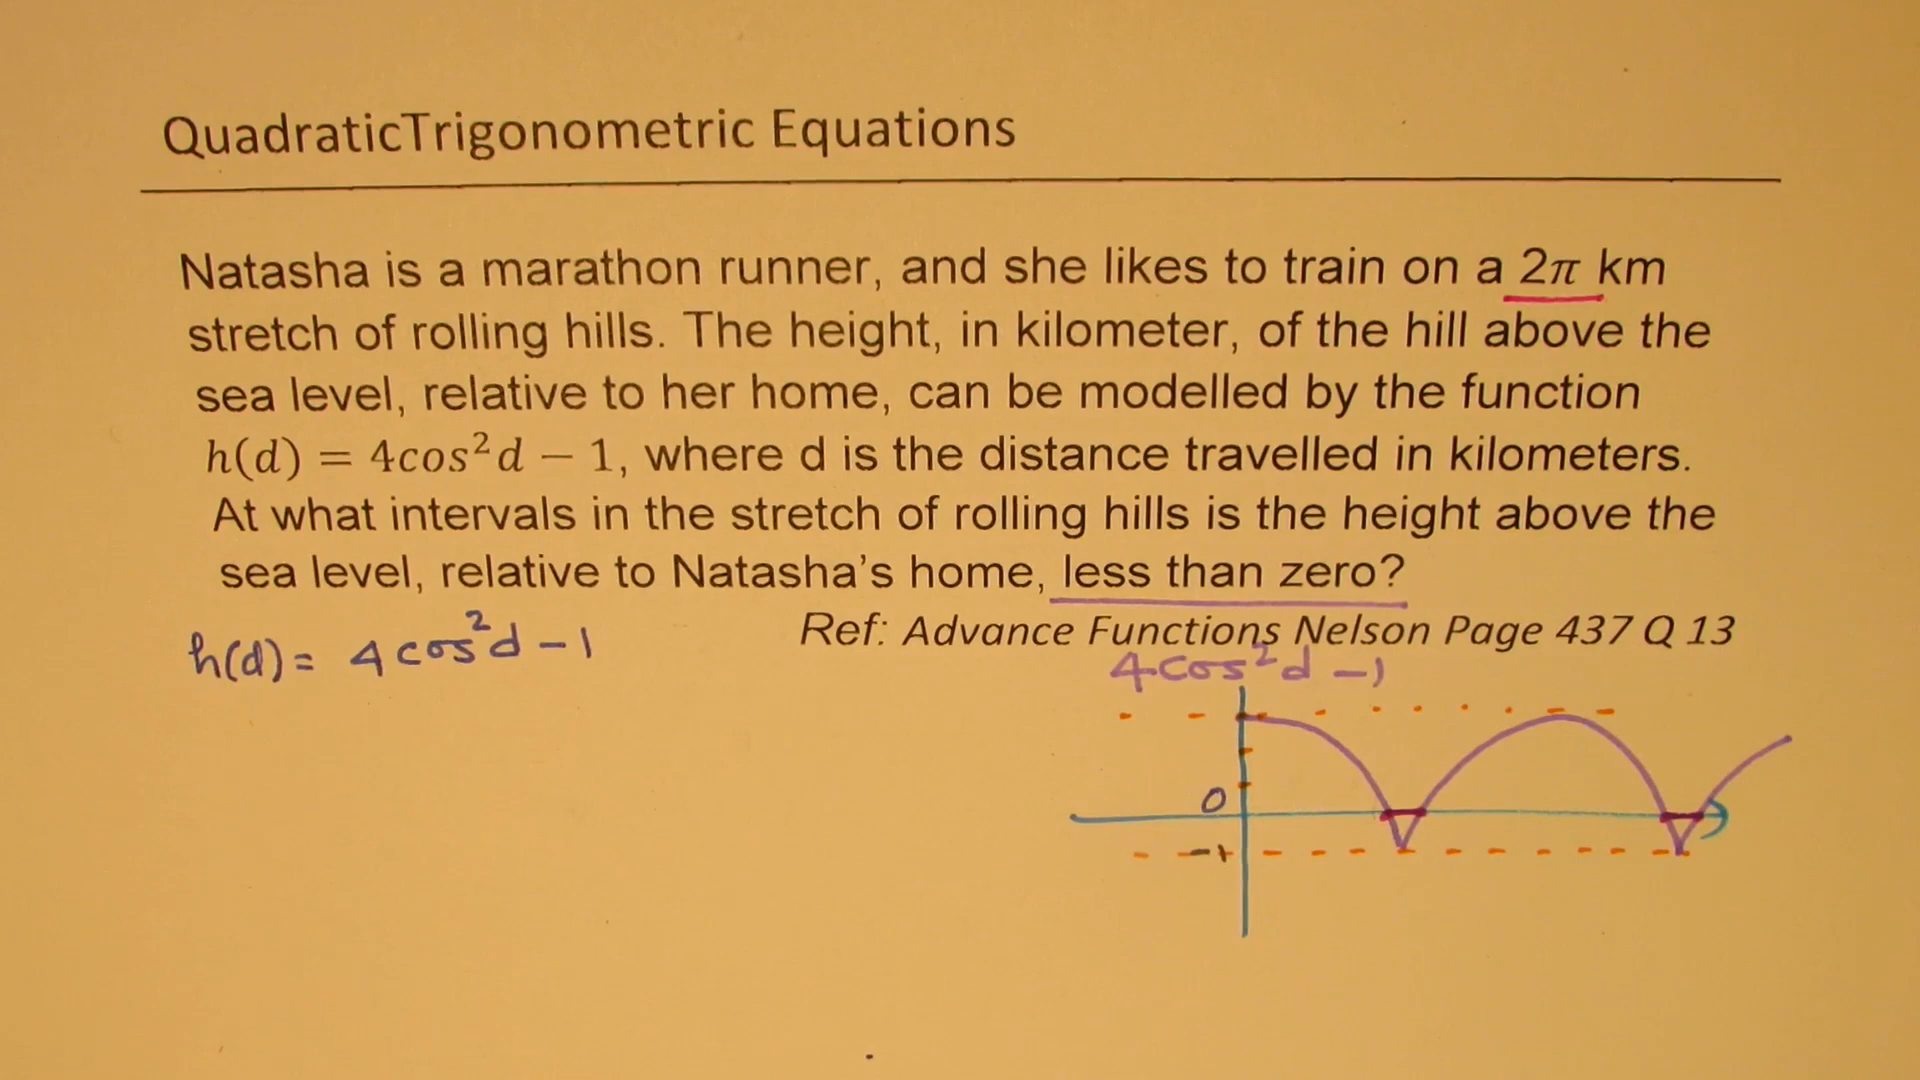 QuadraticTrigonometric Equations
Natasha is a marathon runner, and she likes to train on a 2π km
stretch of rolling hills. The height, in kilometer, of the hill above the
sea level, relative to her home, can be modelled by the function
h(d) = 4cos²d − 1, where d is the distance travelled in kilometers.
At what intervals in the stretch of rolling hills is the height above the
sea level, relative to Natasha's home, less than zero?
Ref: Advance Functions Nelson Page 437 Q 13
h(d) = 4cos²d - 1
4cos²d - 1
0
-1